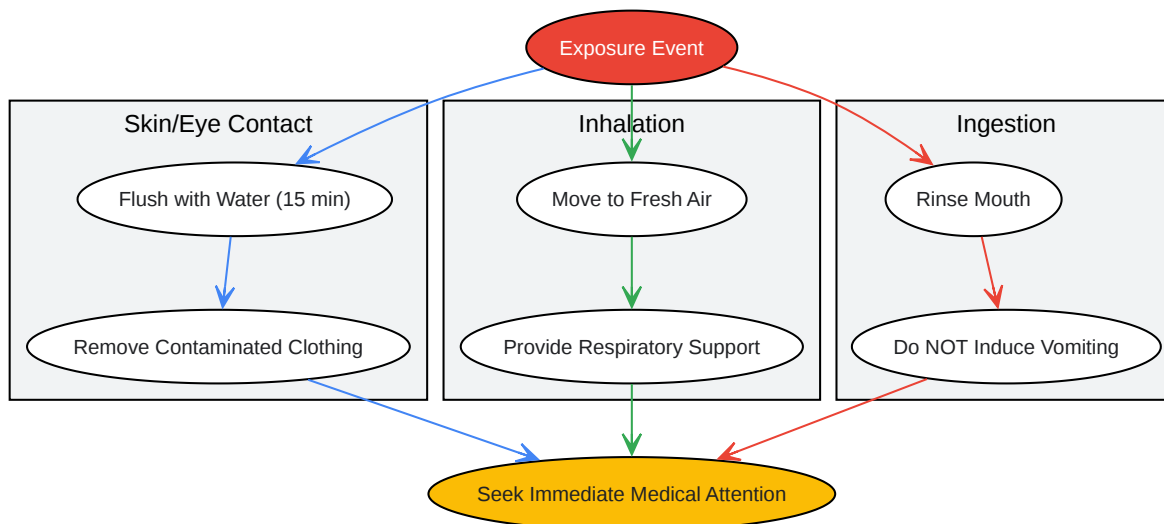 Exposure Event
Skin/Eye Contact
Inhalation
Ingestion
Flush with Water (15 min)
Move to Fresh Air
Rinse Mouth
Remove Contaminated Clothing
Provide Respiratory Support
Do NOT Induce Vomiting
Seek Immediate Medical Attention